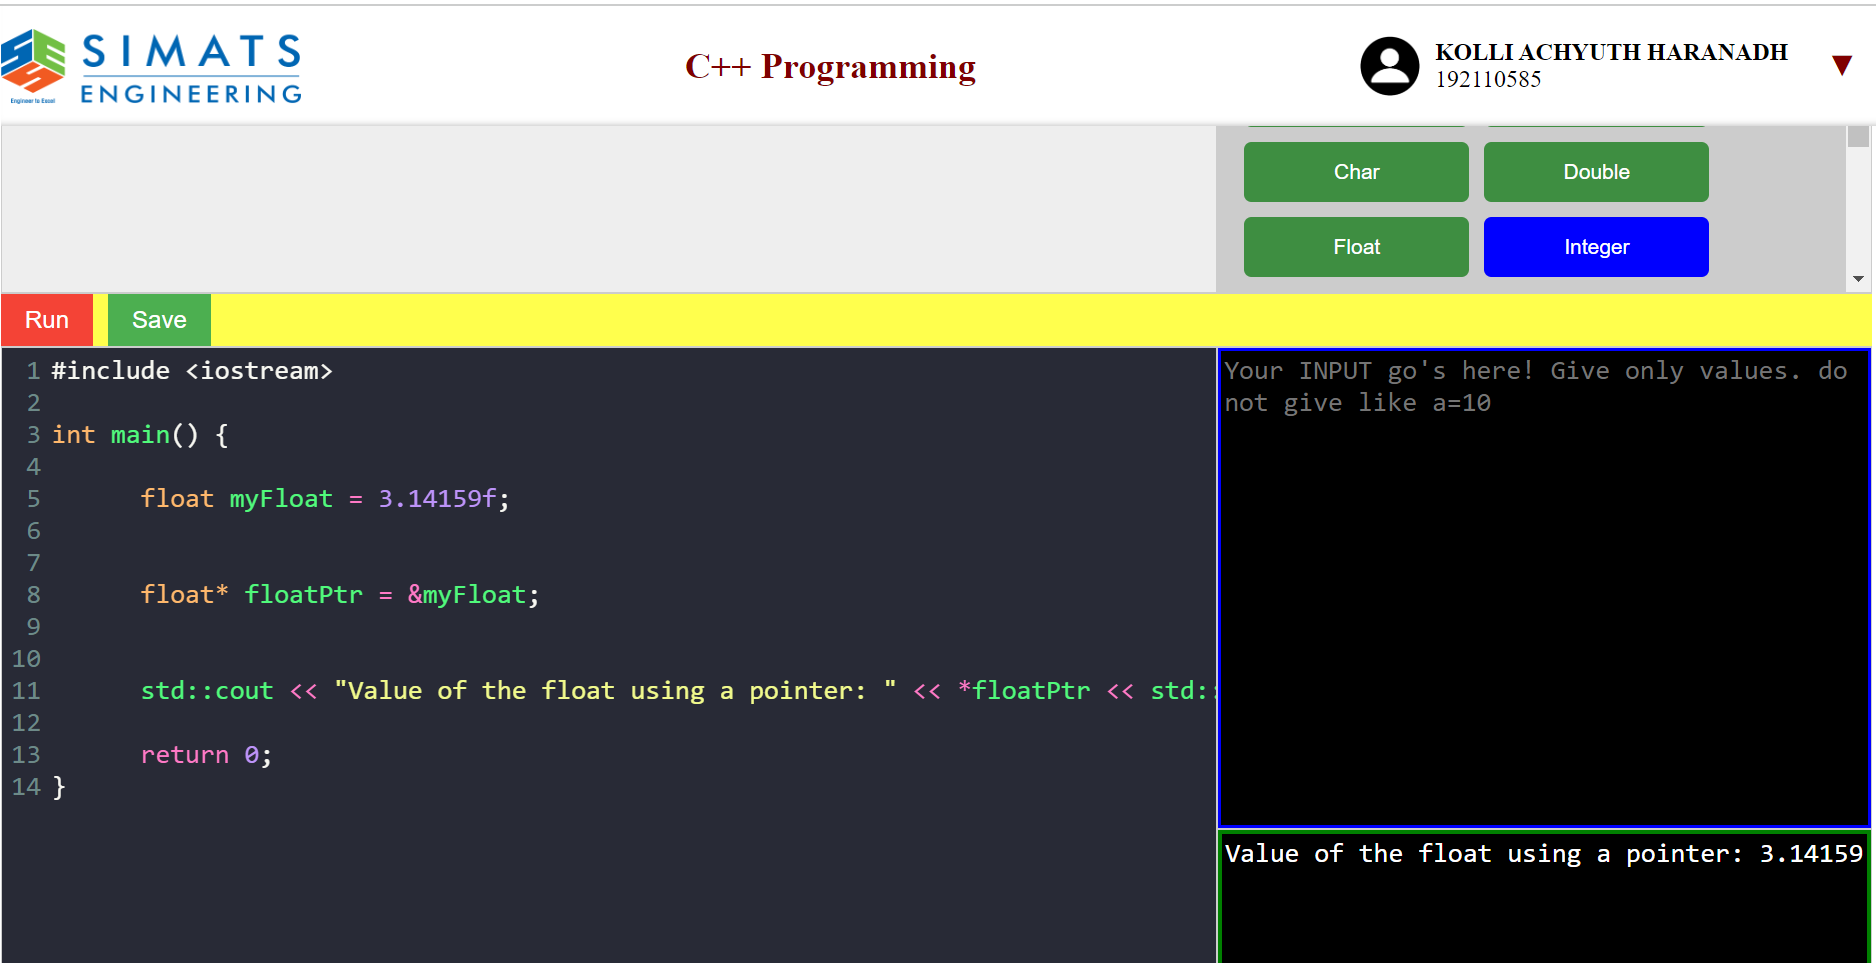 SIMATS
ENGINEERING
Engineer to Excel
C++ Programming
KOLLI ACHYUTH HARANADH
192110585
▼
Char
Double
Float
Integer
Run
Save
1 #include <iostream>
2
3 int main() {
4
5 float myFloat = 3.14159f;
6
7
8 float* floatPtr = &myFloat;
9
10
11 std::cout << "Value of the float using a pointer: " << *floatPtr << std::
12
13 return 0;
14 }
Your INPUT go's here! Give only values. do
not give like a=10
Value of the float using a pointer: 3.14159